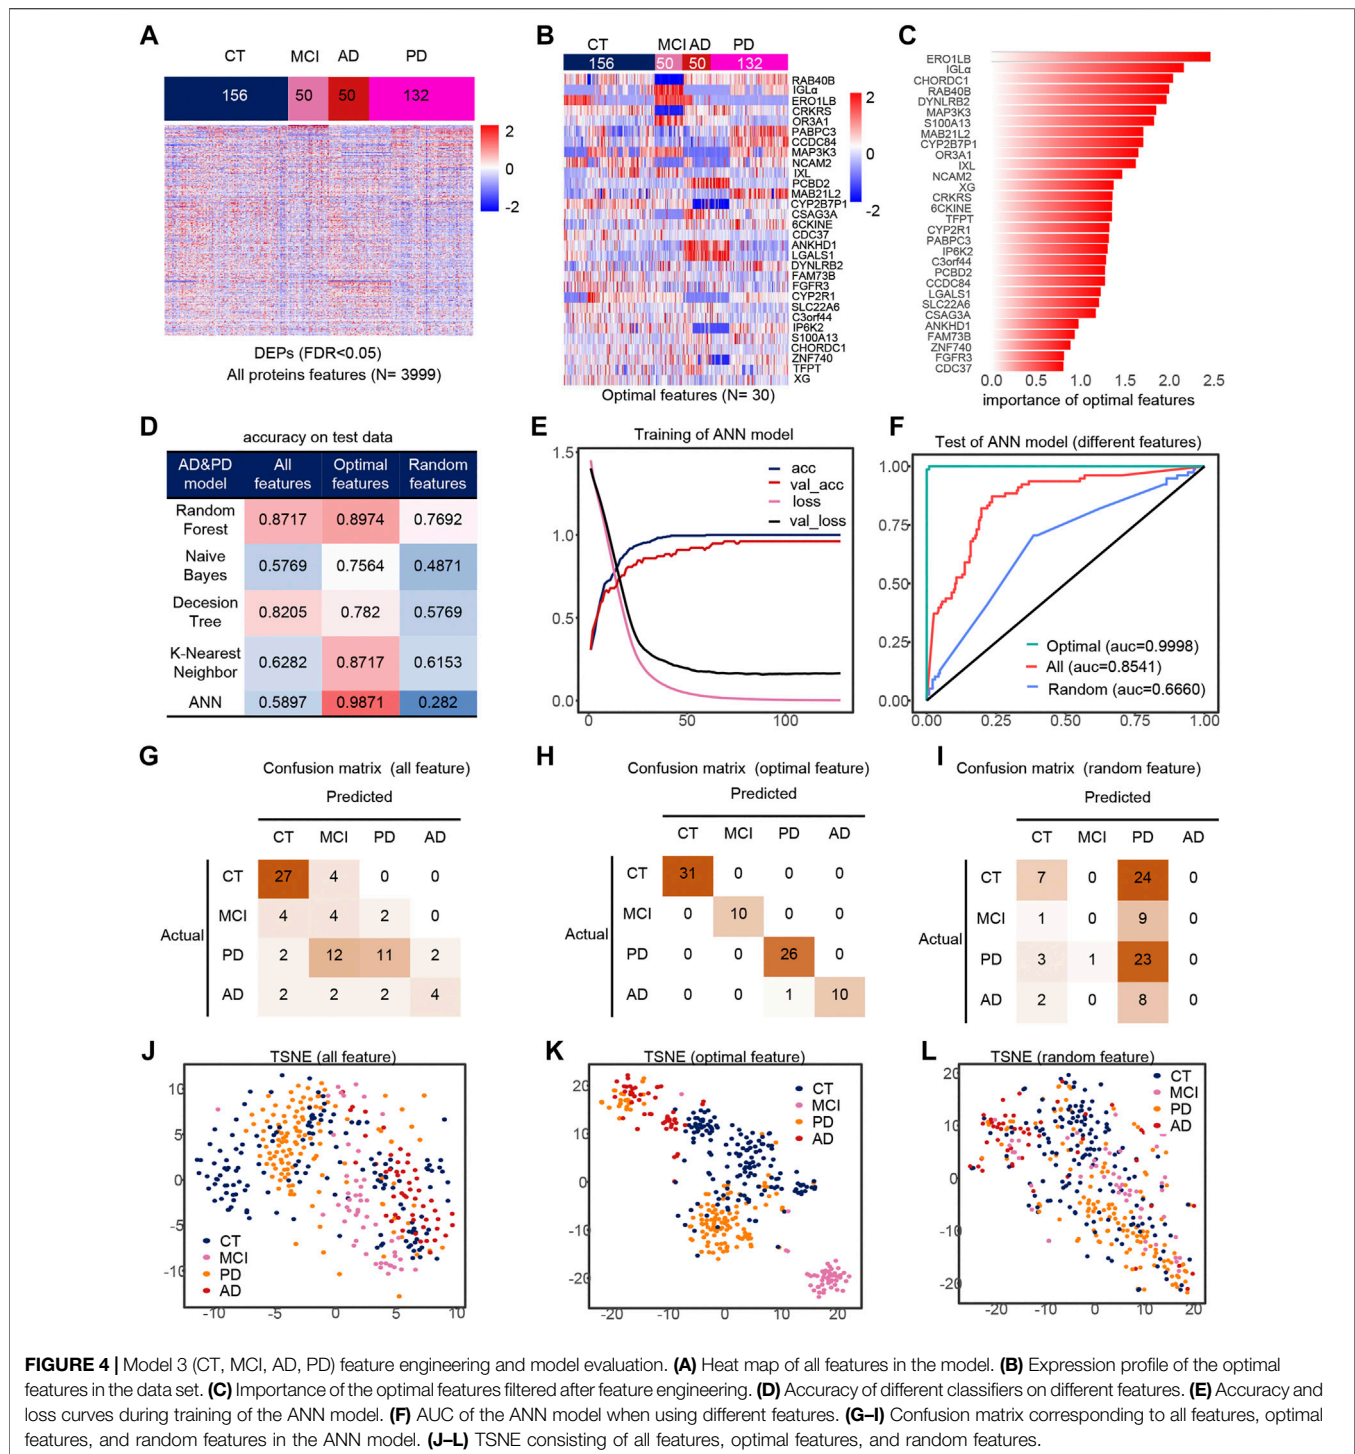 A
CT MCI AD PD
156 50 50 132
2
0
-2
DEPs (FDR<0.05)
All proteins features (N= 3999)
B
CT MCI AD PD
156 50 50 132
RAB40B
IGLα
ERO1LB
CRKRS
OR3A1
PABPC3
CCDC84
MAP3K3
NCAM2
IXL
PCBD2
MAB21L2
CYP2B7P1
CSAG3A
6CKINE
CDC37
ANKHD1
LGALS1
DYNLRB2
FAM73B
FGFR3
CYP2R1
SLC22A6
C3orf44
IP6K2
S100A13
CHORDC1
ZNF740
TFPT
XG
2
0
-2
Optimal features (N= 30)
C
ERO1LB
IGLα
CHORDC1
RAB40B
DYNLRB2
MAP3K3
S100A13
MAB21L2
CYP2B7P1
OR3A1
IXL
NCAM2
XG
CRKRS
6CKINE
TFPT
CYP2R1
PABPC3
IP6K2
C3orf44
PCBD2
CCDC84
LGALS1
SLC22A6
CSAG3A
ANKHD1
FAM73B
ZNF740
FGFR3
CDC37
0.0 0.5 1.0 1.5 2.0 2.5
importance of optimal features
D
accuracy on test data
AD&PD model All features Optimal features Random features
Random Forest 0.8717 0.8974 0.7692
Naive Bayes 0.5769 0.7564 0.4871
Decesion Tree 0.8205 0.782 0.5769
K-Nearest Neighbor 0.6282 0.8717 0.6153
ANN 0.5897 0.9871 0.282
E
Training of ANN model
1.5
1.0
0.5
0.0
acc
val_acc
loss
val_loss
0 50 100
F
Test of ANN model (different features)
1.00
0.75
0.50
0.25
0.00
Optimal (auc=0.9998)
All (auc=0.8541)
Random (auc=0.6660)
0.00 0.25 0.50 0.75 1.00
G
Confusion matrix (all feature)
Predicted
CT MCI PD AD
Actual
CT 27 4 0 0
MCI 4 4 2 0
PD 2 12 11 2
AD 2 2 2 4
H
Confusion matrix (optimal feature)
Predicted
CT MCI PD AD
Actual
CT 31 0 0 0
MCI 0 10 0 0
PD 0 0 26 0
AD 0 0 1 10
I
Confusion matrix (random feature)
Predicted
CT MCI PD AD
Actual
CT 7 0 24 0
MCI 1 0 9 0
PD 3 1 23 0
AD 2 0 8 0
J
TSNE (all feature)
10
5
0
-5
-10
CT
MCI
PD
AD
-10 -5 0 5 10
K
TSNE (optimal feature)
20
10
0
-10
-20
CT
MCI
PD
AD
-20 -10 0 10 20
L
TSNE (random feature)
20
10
0
-10
-20
CT
MCI
PD
AD
-20 -10 0 10 20
FIGURE 4 | Model 3 (CT, MCI, AD, PD) feature engineering and model evaluation. (A) Heat map of all features in the model. (B) Expression profile of the optimal
features in the data set. (C) Importance of the optimal features filtered after feature engineering. (D) Accuracy of different classifiers on different features. (E) Accuracy and
loss curves during training of the ANN model. (F) AUC of the ANN model when using different features. (G–I) Confusion matrix corresponding to all features, optimal
features, and random features in the ANN model. (J–L) TSNE consisting of all features, optimal features, and random features.